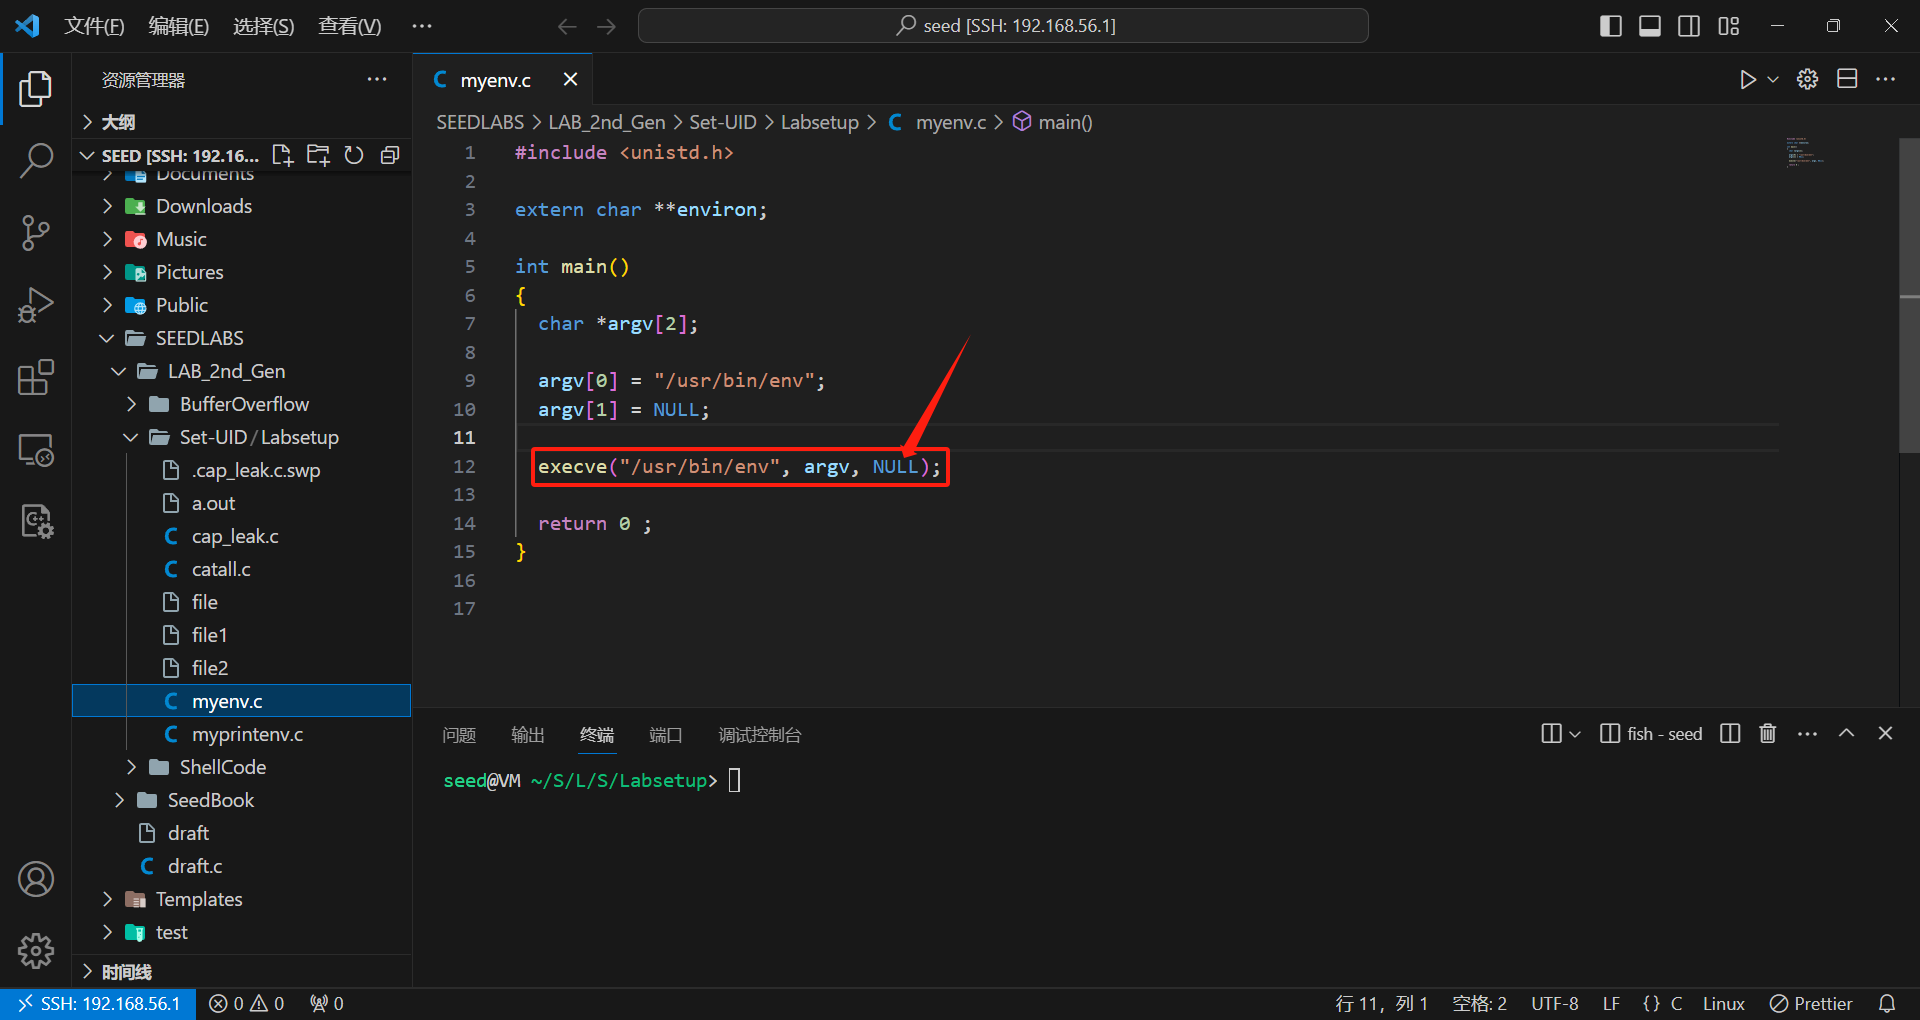 文件(F) 编辑(E) 选择(S) 查看(V) ···
seed [SSH: 192.168.56.1]
资源管理器
大纲
SEED [SSH: 192.16...
Documents
Downloads
Music
Pictures
Public
SEEDLABS
LAB_2nd_Gen
BufferOverflow
Set-UID / Labsetup
.cap_leak.c.swp
a.out
C cap_leak.c
C catall.c
file
file1
file2
C myenv.c
C myprintenv.c
ShellCode
SeedBook
draft
C draft.c
Templates
test
时间线
C myenv.c
SEEDLABS > LAB_2nd_Gen > Set-UID > Labsetup > C myenv.c > main()
1 #include <unistd.h>
2
3 extern char **environ;
4
5 int main()
6 {
7 char *argv[2];
8
9 argv[0] = "/usr/bin/env";
10 argv[1] = NULL;
11
12 execve("/usr/bin/env", argv, NULL);
13
14 return 0 ;
15 }
16
17
问题 输出 终端 端口 调试控制台
fish - seed
seed@VM ~/S/L/S/Labsetup>
SSH: 192.168.56.1 0 0 0
行 11，列 1 空格: 2 UTF-8 LF {} C Linux Prettier